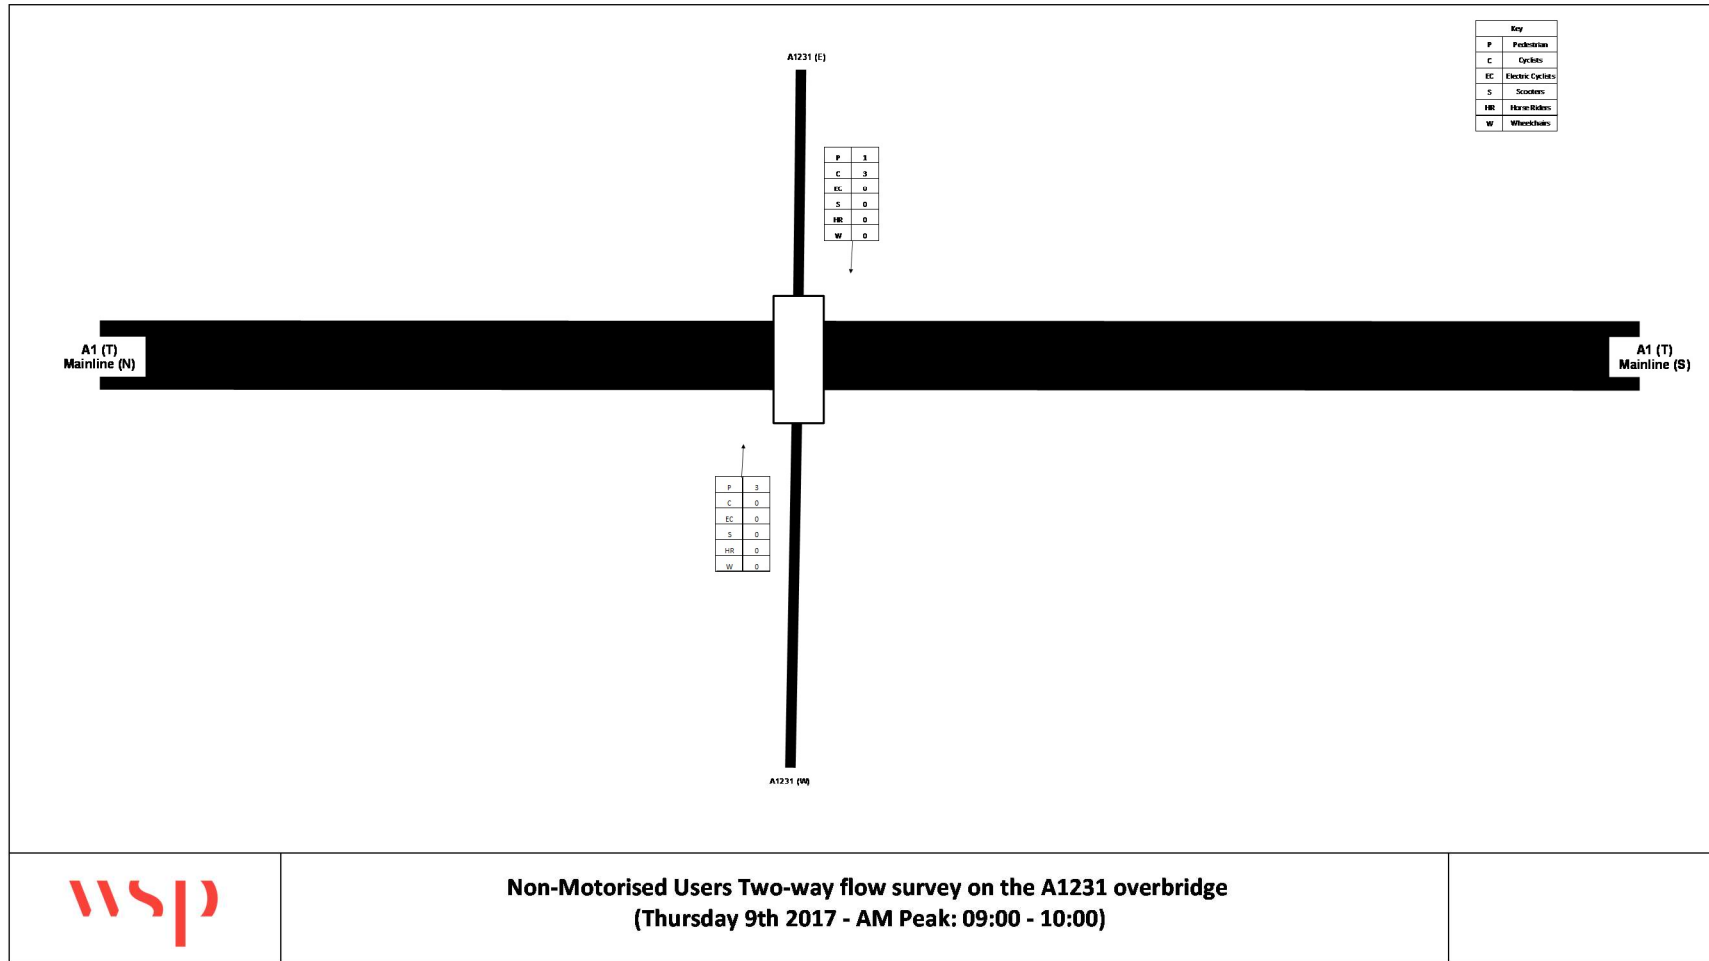 A1231 (E)
Key
P Pedestrian
C Cyclists
EC Electric Cyclists
S Scooters
HR Horse Riders
W Wheelchairs
P 1
C 3
EC 0
S 0
HR 0
W 0
A1 (T)
Mainline (N)
A1 (T)
Mainline (S)
P 3
C 0
EC 0
S 0
HR 0
W 0
A1231 (W)
wsp
Non-Motorised Users Two-way flow survey on the A1231 overbridge
(Thursday 9th 2017 - AM Peak: 09:00 - 10:00)